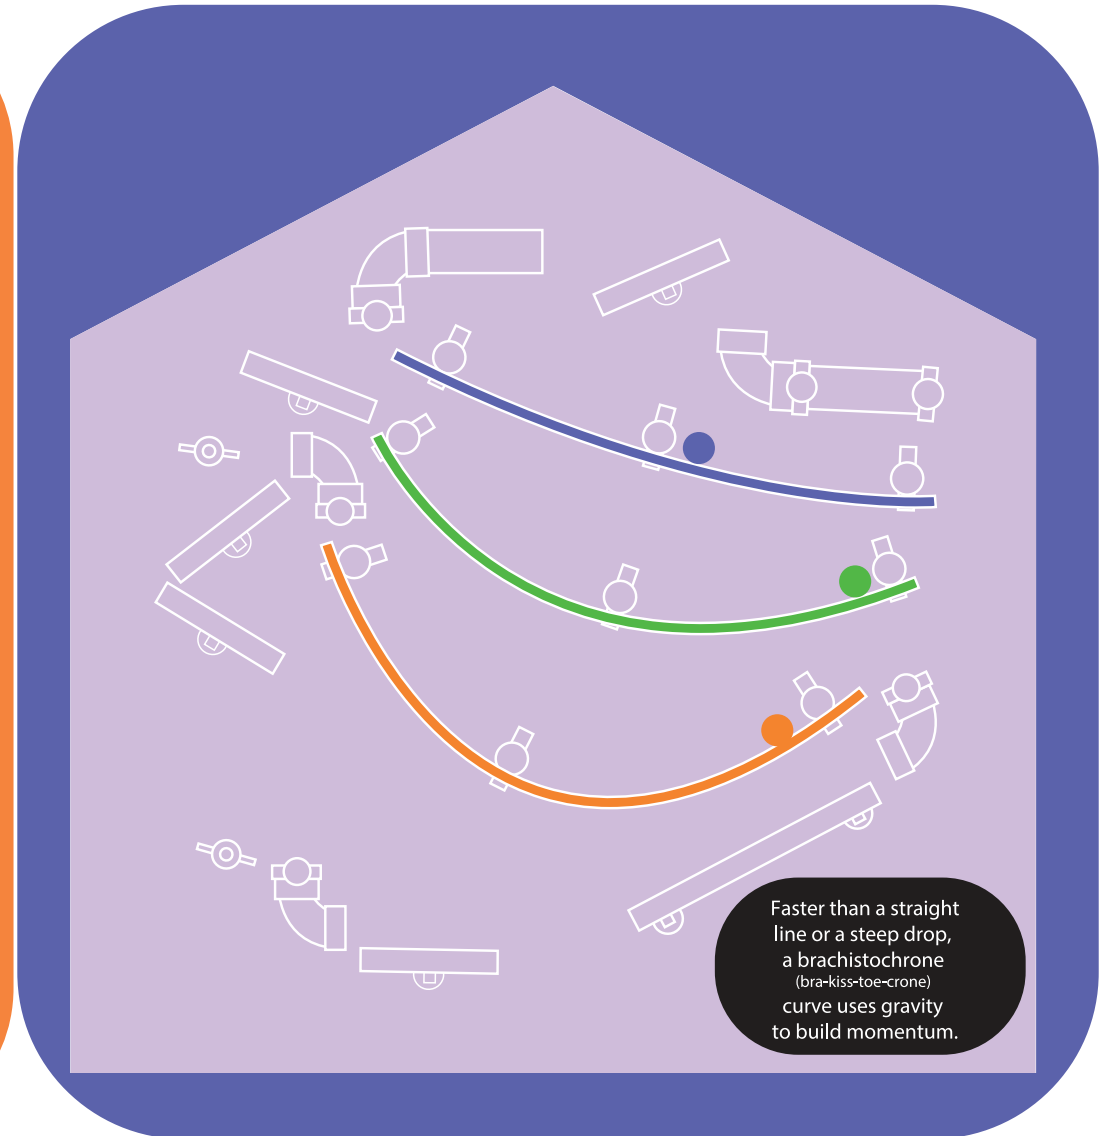 Faster than a straight
line or a steep drop,
a brachistochrone
(bra-kiss-toe-crone)
curve uses gravity
to build momentum.